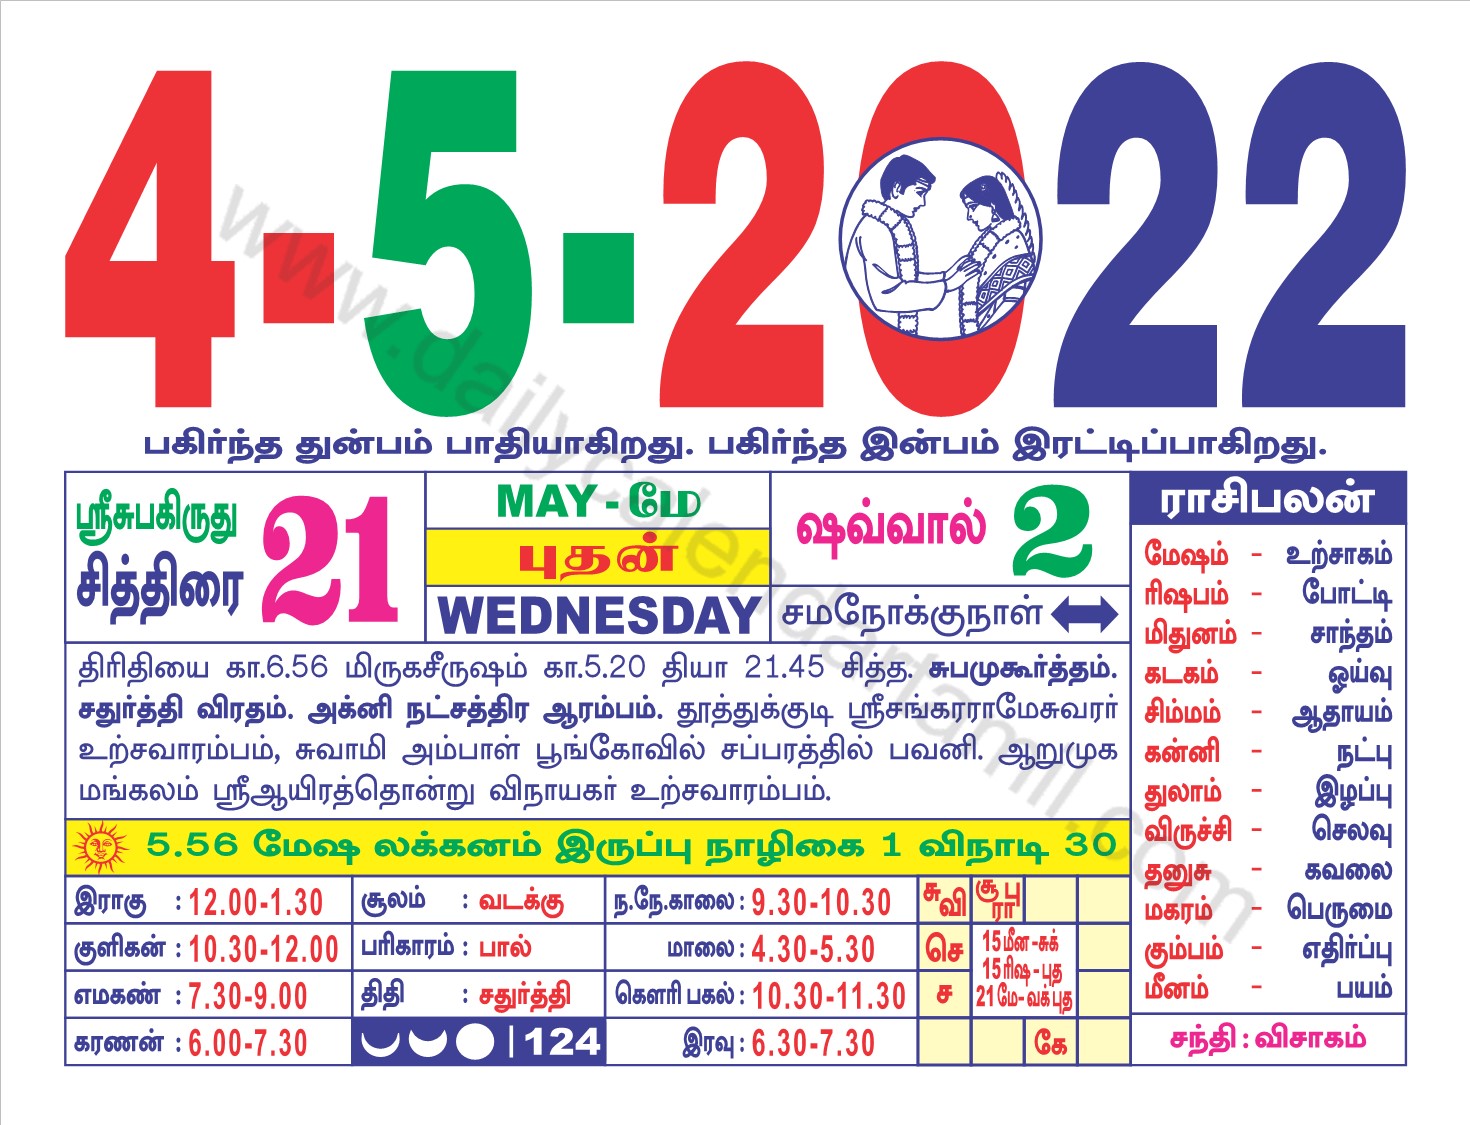 4-5-2022
பகிர்ந்த துன்பம் பாதியாகிறது. பகிர்ந்த இன்பம் இரட்டிப்பாகிறது.
ஸ்ரீசுபகிருது
சித்திரை 21
MAY - மே
புதன்
WEDNESDAY
ஷவ்வால் 2
சமநோக்குநாள்
திரிதியை கா.6.56 மிருகசீருஷம் கா.5.20 தியா 21.45 சித்த. சுபமுகூர்த்தம்.
சதுர்த்தி விரதம். அக்னி நட்சத்திர ஆரம்பம். தூத்துக்குடி ஸ்ரீசங்கரராமேசுவரர்
உற்சவாரம்பம், சுவாமி அம்பாள் பூங்கோவில் சப்பரத்தில் பவனி. ஆறுமுக
மங்கலம் ஸ்ரீஆயிரத்தொன்று விநாயகர் உற்சவாரம்பம்.
5.56 மேஷ லக்கனம் இருப்பு நாழிகை 1 விநாடி 30
இராகு : 12.00-1.30
குளிகன் : 10.30-12.00
எமகண் : 7.30-9.00
கரணன் : 6.00-7.30
சூலம் : வடக்கு
பரிகாரம் : பால்
திதி : சதுர்த்தி
| 124
ந.நே.காலை : 9.30-10.30
மாலை : 4.30-5.30
கௌரி பகல் : 10.30-11.30
இரவு : 6.30-7.30
சு வி
சூ பு ரா
செ
ச
15 மீன - சுக்
15 ரிஷ - புத
21 மே - வக் புத
கே
ராசிபலன்
மேஷம் - உற்சாகம்
ரிஷபம் - போட்டி
மிதுனம் - சாந்தம்
கடகம் - ஓய்வு
சிம்மம் - ஆதாயம்
கன்னி - நட்பு
துலாம் - இழப்பு
விருச்சி - செலவு
தனுசு - கவலை
மகரம் - பெருமை
கும்பம் - எதிர்ப்பு
மீனம் - பயம்
சந்தி : விசாகம்
www.dailycalendartamil.com